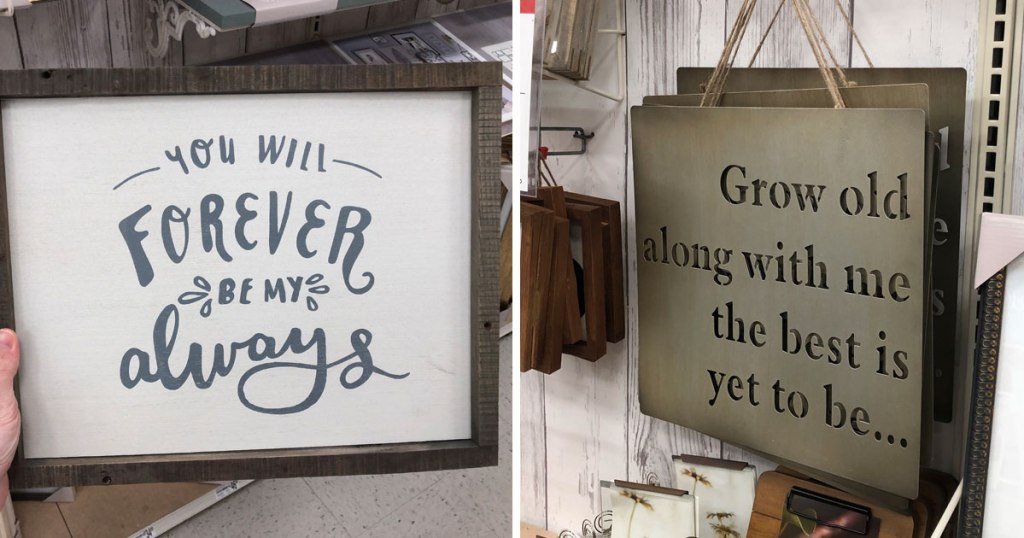 YOU WILL
FOREVER
BE MY
always
Grow old
along with me
the best is
yet to be...